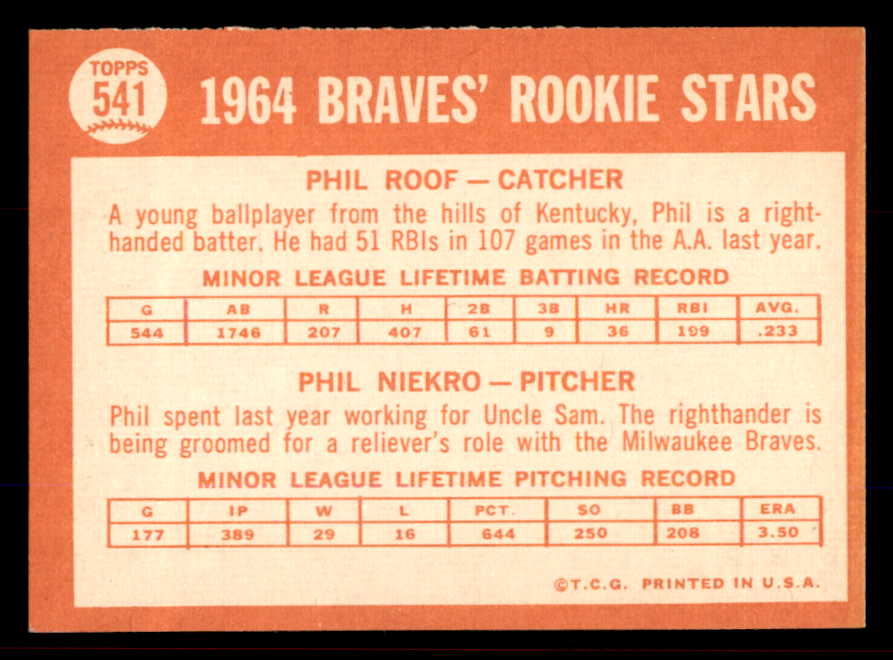 TOPPS
541
1964 BRAVES' ROOKIE STARS
PHIL ROOF — CATCHER
A young ballplayer from the hills of Kentucky, Phil is a right-
handed batter. He had 51 RBIs in 107 games in the A.A. last year.
MINOR LEAGUE LIFETIME BATTING RECORD
G AB R H 2B 3B HR RBI AVG.
544 1746 207 407 61 9 36 199 .233
PHIL NIEKRO — PITCHER
Phil spent last year working for Uncle Sam. The righthander is
being groomed for a reliever's role with the Milwaukee Braves.
MINOR LEAGUE LIFETIME PITCHING RECORD
G IP W L PCT. SO BB ERA
177 389 29 16 644 250 208 3.50
©T.C.G. PRINTED IN U.S.A.